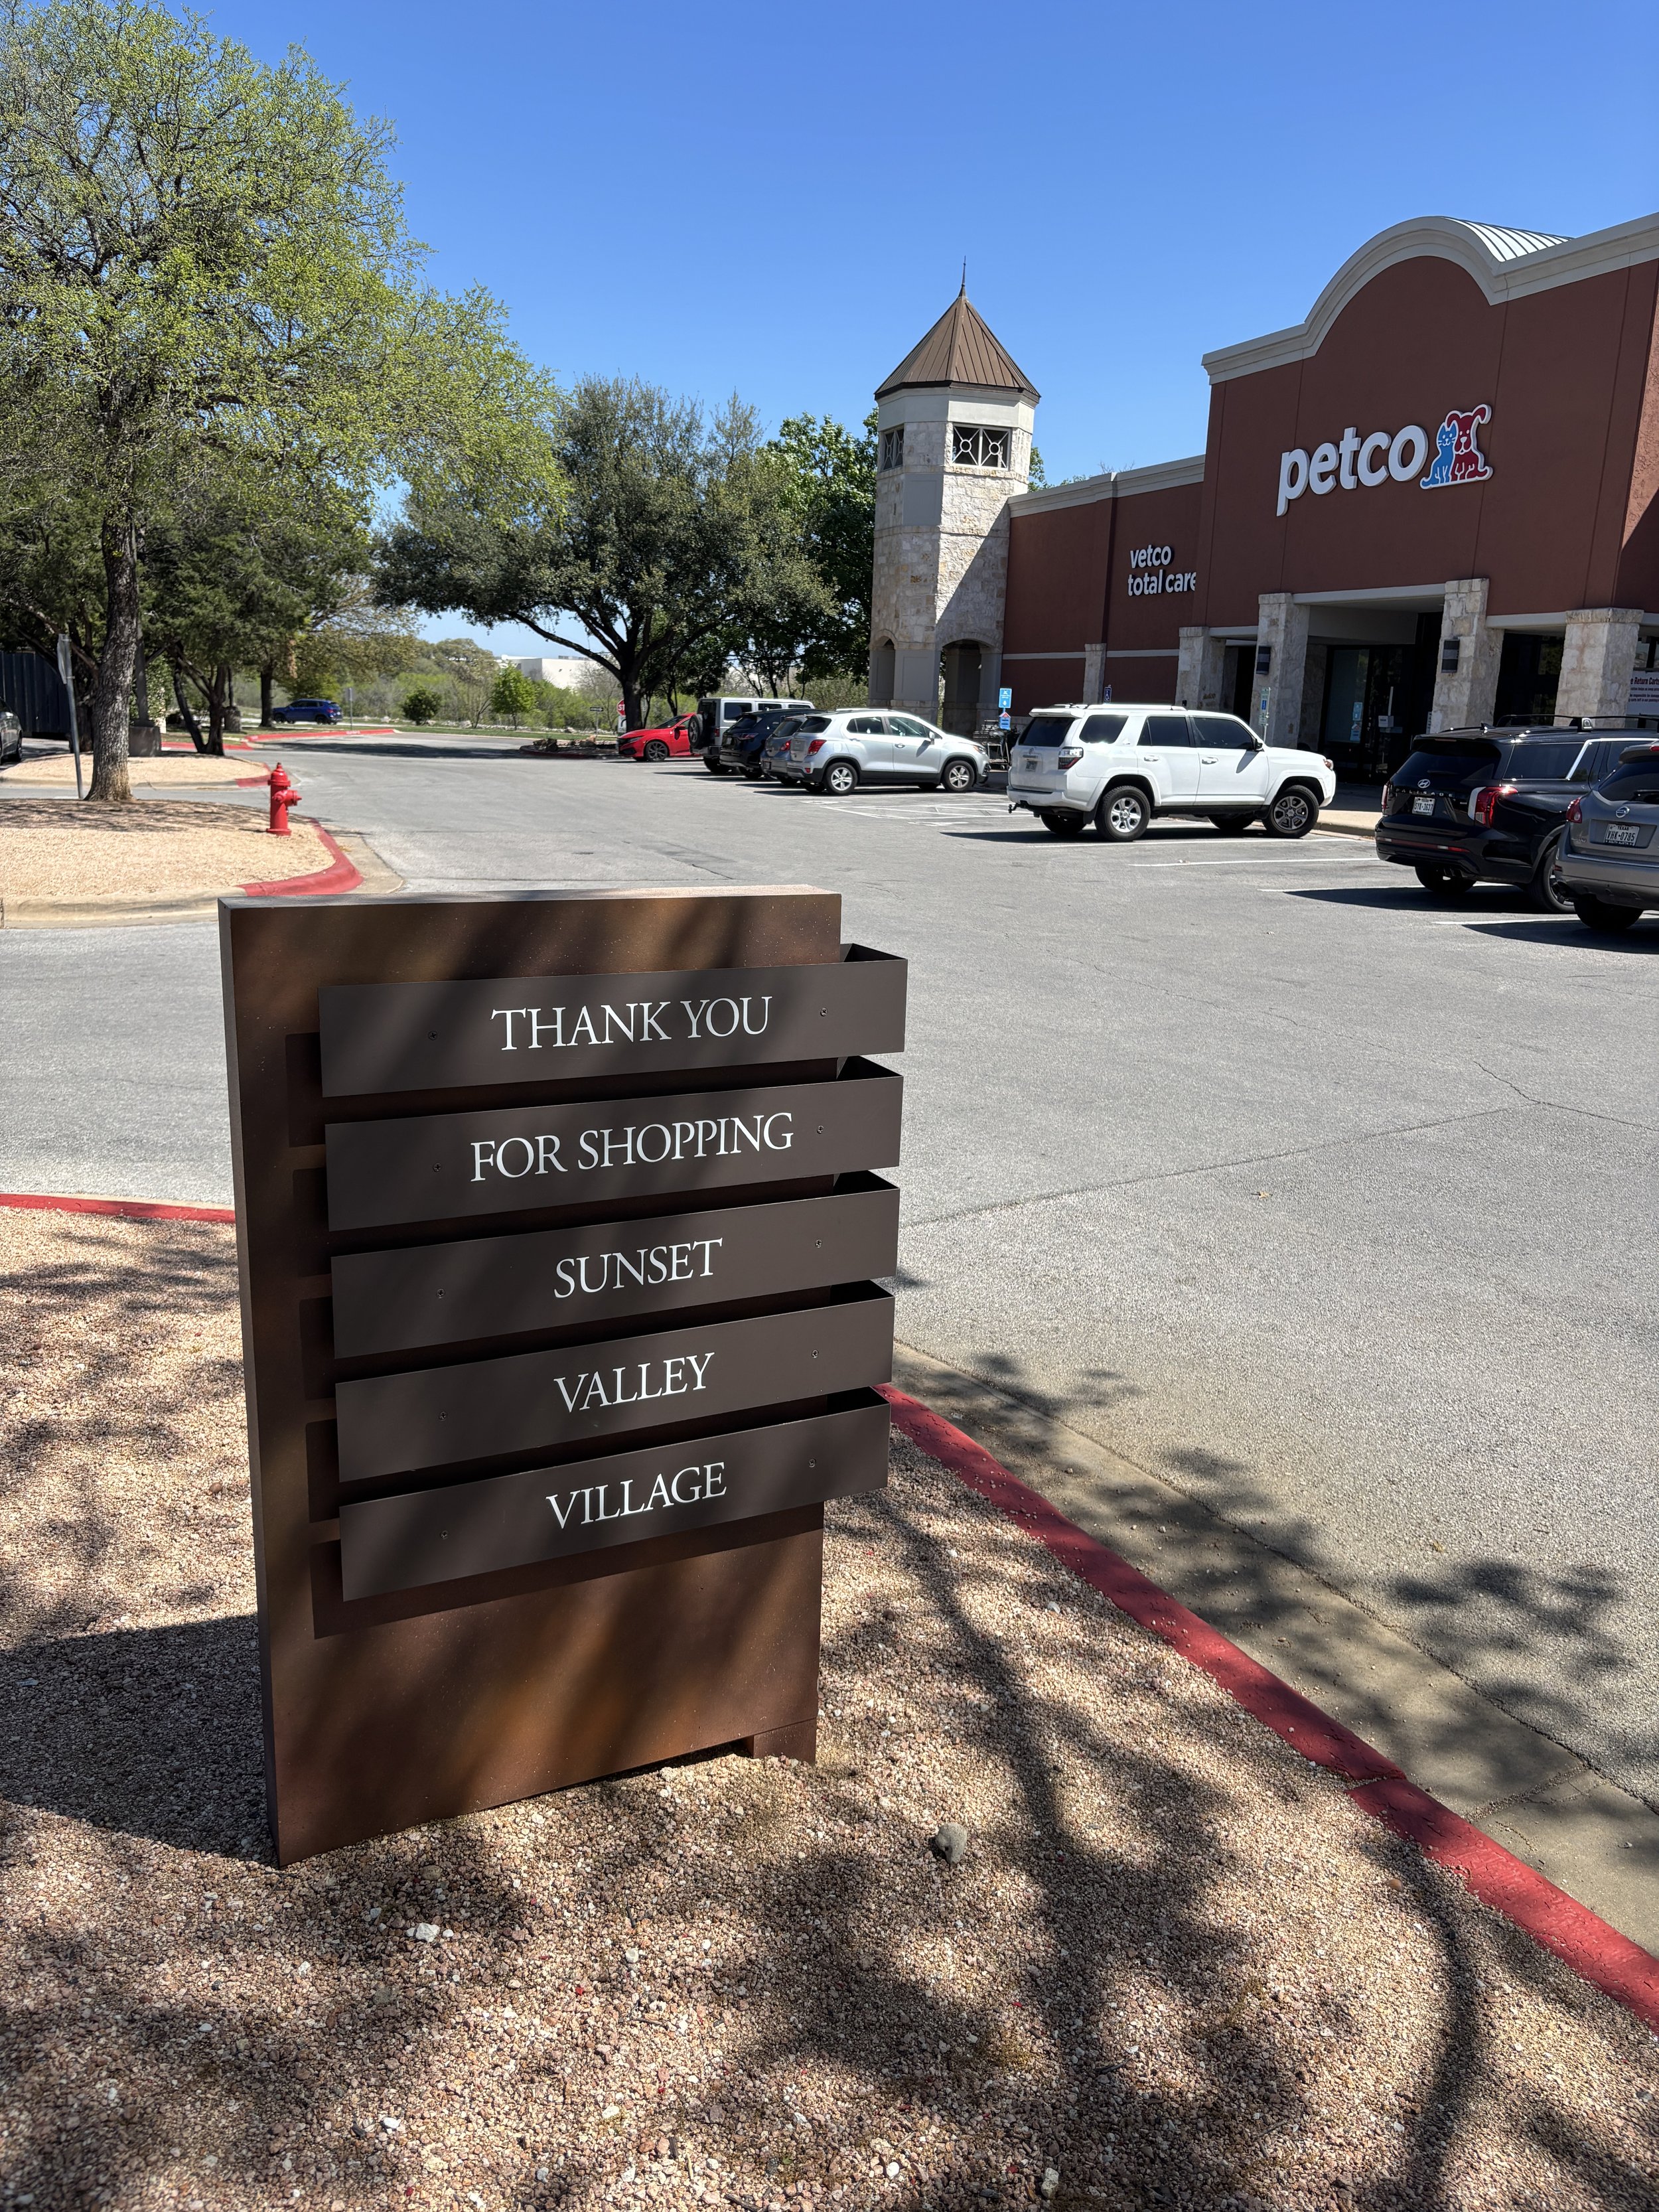 THANK YOU
FOR SHOPPING
SUNSET
VALLEY
VILLAGE
petco
vetco
total care